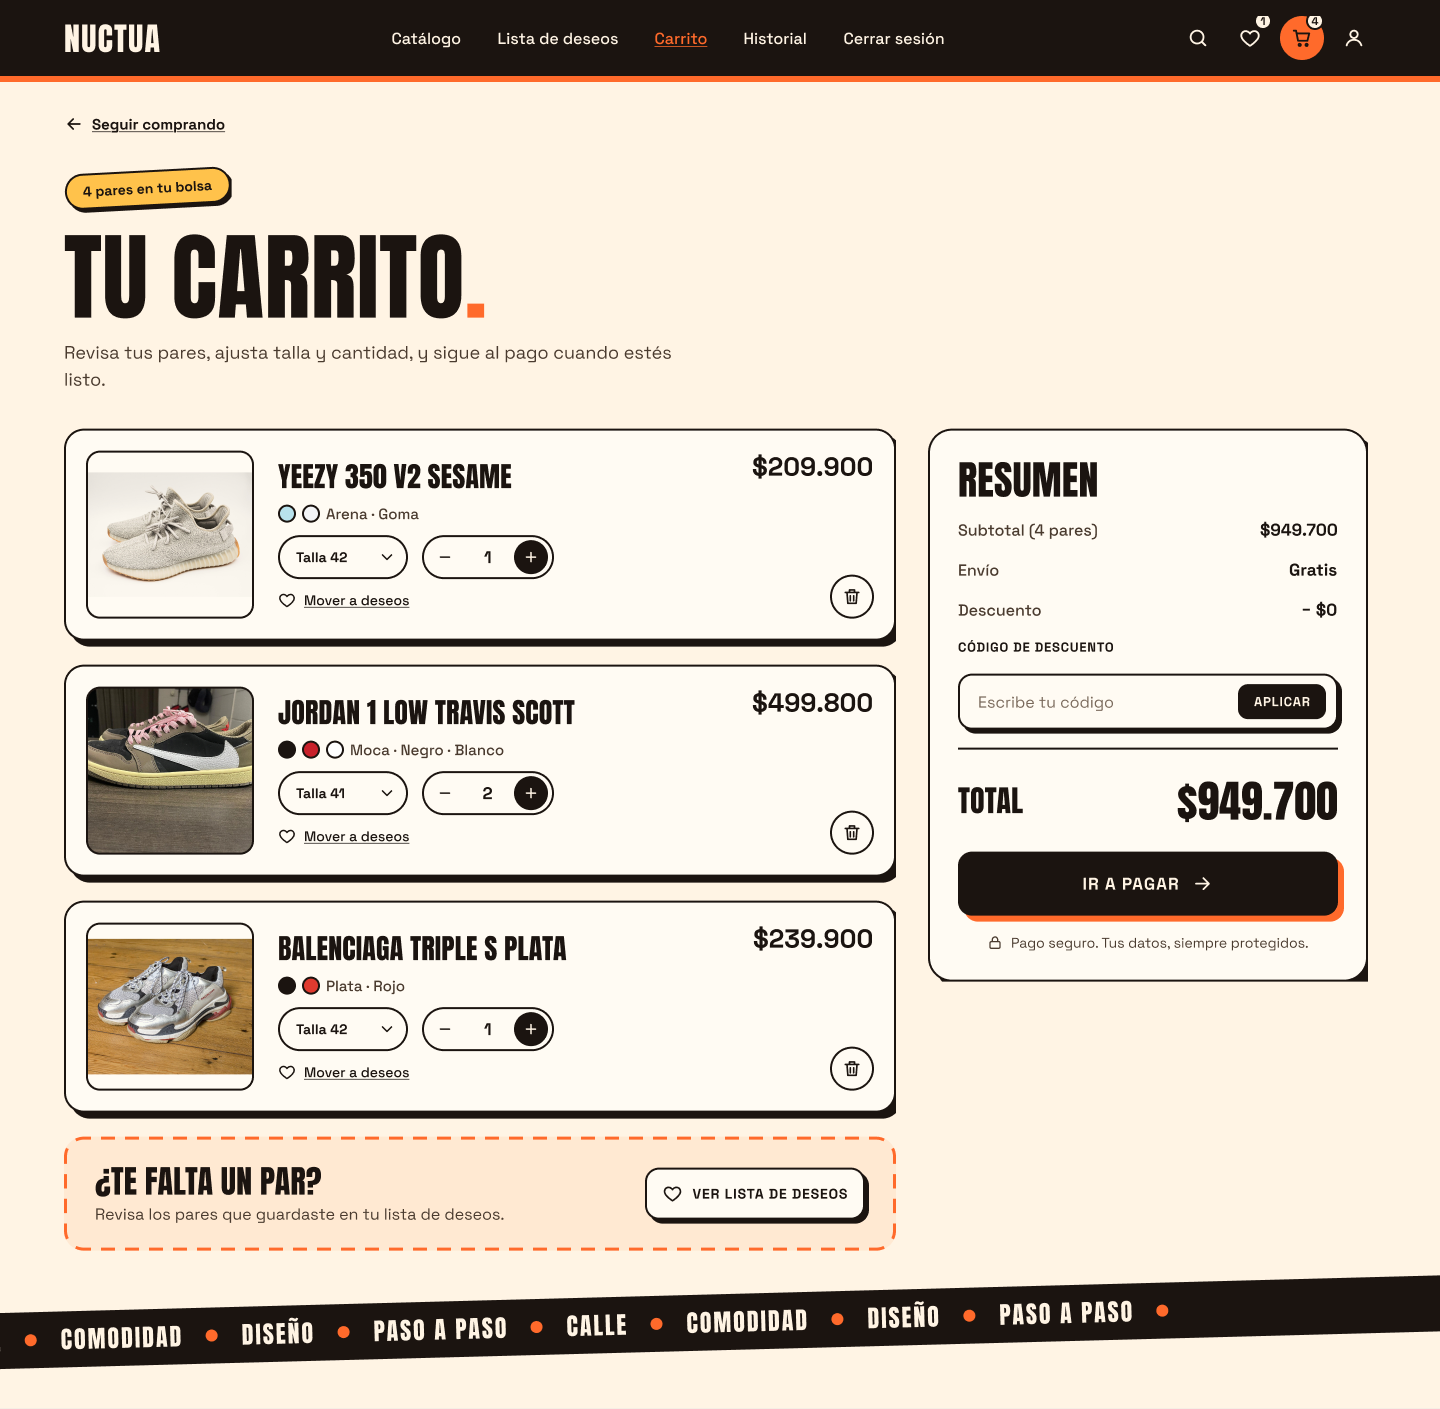 NUCTUA
Catálogo
Lista de deseos
Carrito
Historial
Cerrar sesión
1
4
Seguir comprando
4 pares en tu bolsa
TU CARRITO.
Revisa tus pares, ajusta talla y cantidad, y sigue al pago cuando estés
listo.
YEEZY 350 V2 SESAME
$209.900
Arena · Goma
Talla 42
− 1 +
Mover a deseos
JORDAN 1 LOW TRAVIS SCOTT
$499.800
Moca · Negro · Blanco
Talla 41
− 2 +
Mover a deseos
BALENCIAGA TRIPLE S PLATA
$239.900
Plata · Rojo
Talla 42
− 1 +
Mover a deseos
¿TE FALTA UN PAR?
Revisa los pares que guardaste en tu lista de deseos.
VER LISTA DE DESEOS
RESUMEN
Subtotal (4 pares) $949.700
Envío Gratis
Descuento − $0
CÓDIGO DE DESCUENTO
Escribe tu código
APLICAR
TOTAL $949.700
IR A PAGAR →
Pago seguro. Tus datos, siempre protegidos.
• COMODIDAD • DISEÑO • PASO A PASO • CALLE • COMODIDAD • DISEÑO • PASO A PASO •